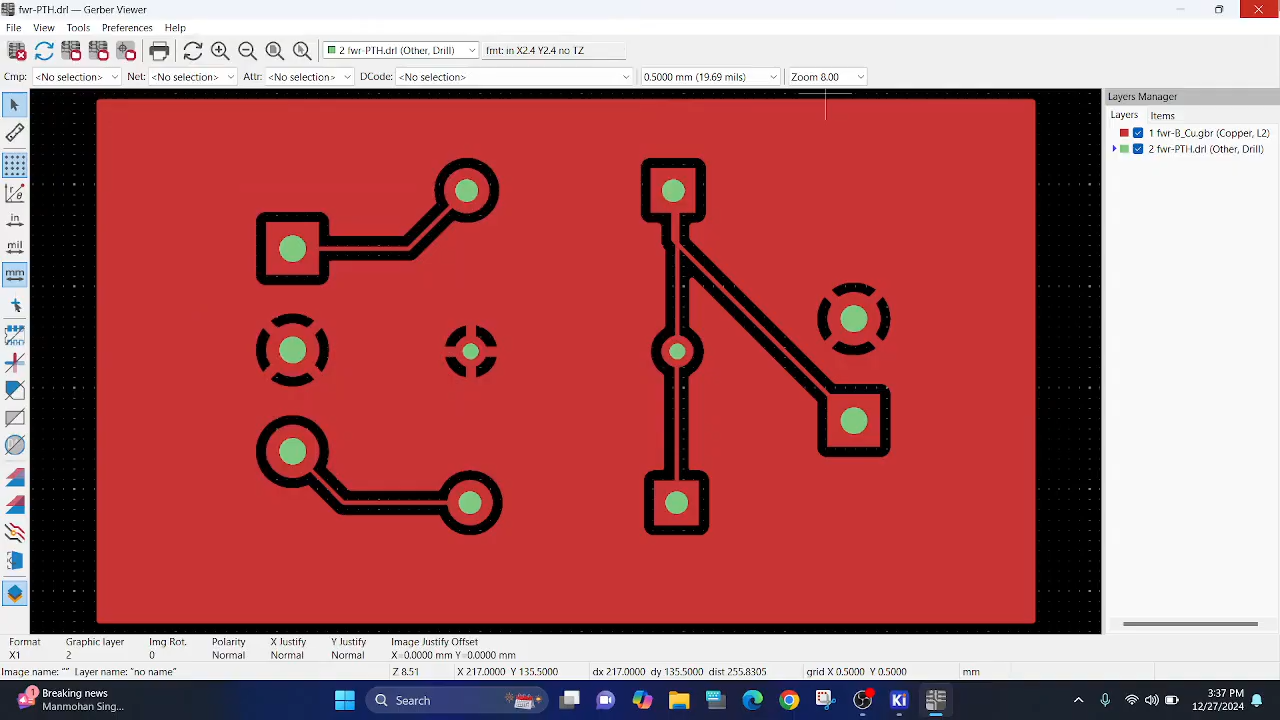 fwr-PTH.drl — Gerber Viewer
File View Tools Preferences Help
2 fwr-PTH.drl (Other, Drill) fmt: in X2.4 Y2.4 no TZ
Cmp: <No selection> Net: <No selection> Attr: <No selection> DCode: <No selection> 0.5000 mm (19.69 mils) Zoom 8.00
Layers Manager
Layers Items
1 fwr-B_Cu.gbr (Copper, L2)
2 fwr-PTH.drl (Other, Drill)
in
mil
mm
Format Graphic layer Img Rot. Polarity X Justify Y Justify Image Justify Offset
X1 2 0 Normal Normal Normal X=0.0000 mm Y=0.0000 mm
Image name: "" Layer name: "no name" Z 8.51 X 217.0000 Y 135.5000 dx 217.0000 dy 135.5000 dist 255.8305 grid X 0.5000 Y 0.5000 mm
Breaking news
Manmohan Sing...
Search
Ki
3:37 PM
12/27/2024